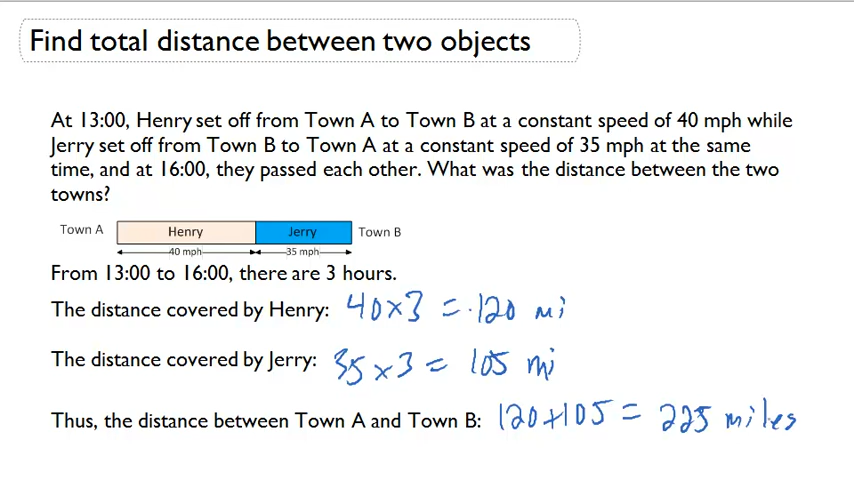 Find total distance between two objects
At 13:00, Henry set off from Town A to Town B at a constant speed of 40 mph while
Jerry set off from Town B to Town A at a constant speed of 35 mph at the same
time, and at 16:00, they passed each other. What was the distance between the two
towns?
Town A Henry Jerry Town B
40 mph 35 mph
From 13:00 to 16:00, there are 3 hours.
The distance covered by Henry: 40×3 = 120 mi
The distance covered by Jerry: 35×3 = 105 mi
Thus, the distance between Town A and Town B: 120+105 = 225 miles